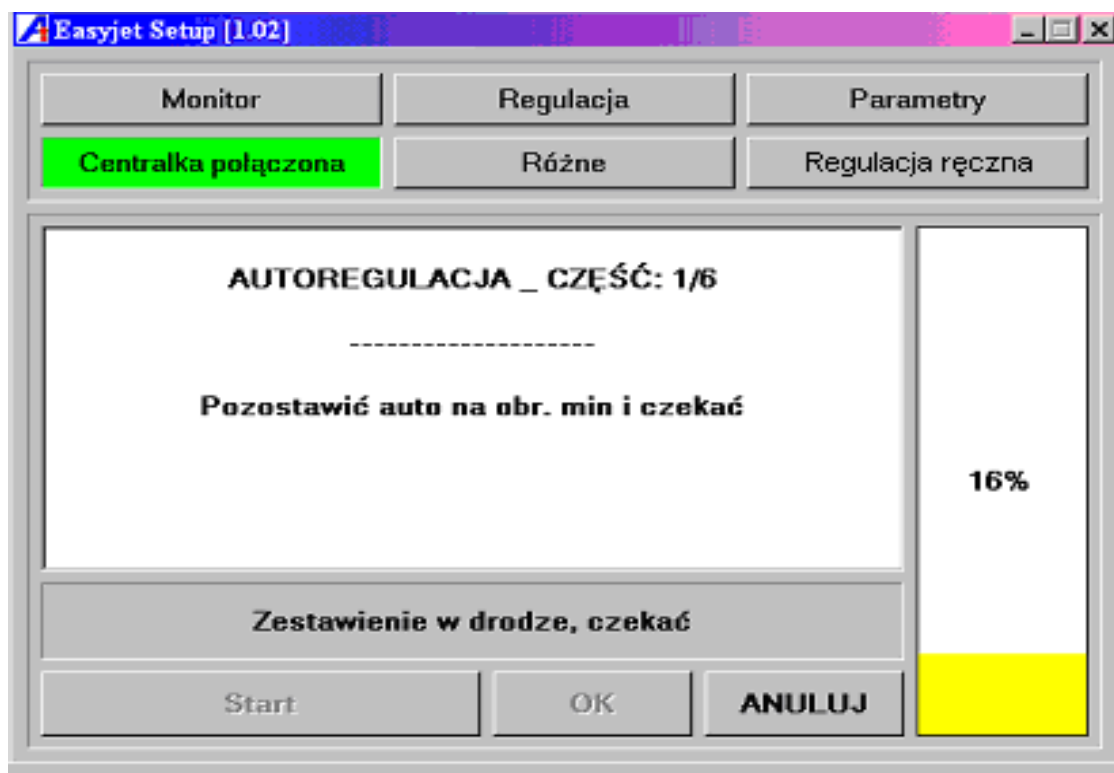 Easyjet Setup [1.02]
Monitor
Regulacja
Parametry
Centralka połączona
Różne
Regulacja ręczna
AUTOREGULACJA _ CZĘŚĆ: 1/6
--------------------
Pozostawić auto na obr. min i czekać
16%
Zestawienie w drodze, czekać
Start
OK
ANULUJ